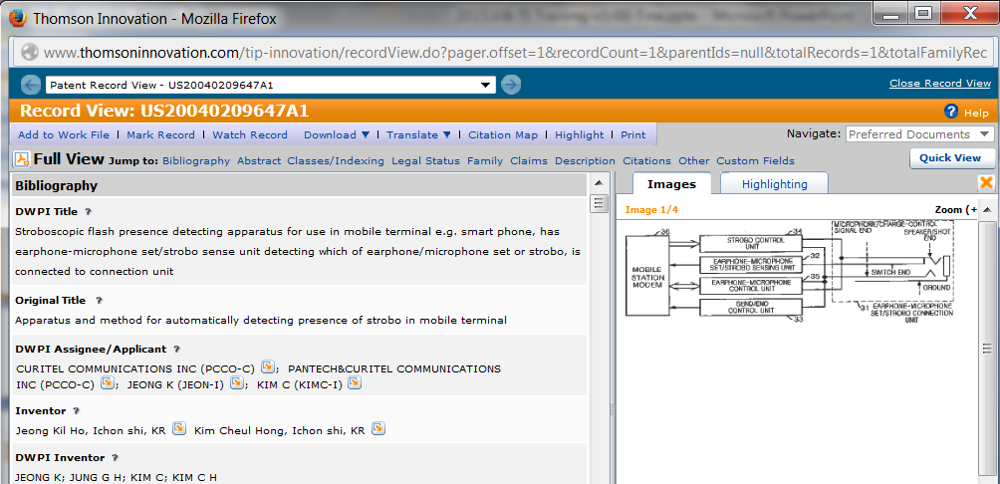 Thomson Innovation - Mozilla Firefox
www.thomsoninnovation.com/tip-innovation/recordView.do?pager.offset=1&recordCount=1&parentIds=null&totalRecords=1&totalFamilyRec
Patent Record View - US20040209647A1
Close Record View
Record View: US20040209647A1
Help
Add to Work File | Mark Record | Watch Record Download | Translate | Citation Map | Highlight | Print
Navigate: Preferred Documents
Full View Jump to: Bibliography Abstract Classes/Indexing Legal Status Family Claims Description Citations Other Custom Fields
Quick View
Bibliography
DWPI Title ?
Stroboscopic flash presence detecting apparatus for use in mobile terminal e.g. smart phone, has
earphone-microphone set/strobo sense unit detecting which of earphone/microphone set or strobo, is
connected to connection unit
Original Title ?
Apparatus and method for automatically detecting presence of strobo in mobile terminal
DWPI Assignee/Applicant ?
CURITEL COMMUNICATIONS INC (PCCO-C) ; PANTECH&CURITEL COMMUNICATIONS
INC (PCCO-C) ; JEONG K (JEON-I) ; KIM C (KIMC-I)
Inventor ?
Jeong Kil Ho, Ichon shi, KR Kim Cheul Hong, Ichon shi, KR
DWPI Inventor ?
JEONG K; JUNG G H; KIM C; KIM C H
Images
Highlighting
Image 1/4
Zoom (+
36
MOBILE
STATION
MODEM
34
STROBO CONTROL
UNIT
32
EARPHONE-MICROPHONE
SET/STROBO SENSING UNIT
35
EARPHONE-MICROPHONE
CONTROL UNIT
SEND/END
CONTROL UNIT
33
MICROPHONE/CHARGE-CONTROL
SIGNAL END
SPEAKER/SHOT
END
SWITCH END
GROUND
31
EARPHONE-MICROPHONE
SET/STROBO CONNECTION
UNIT